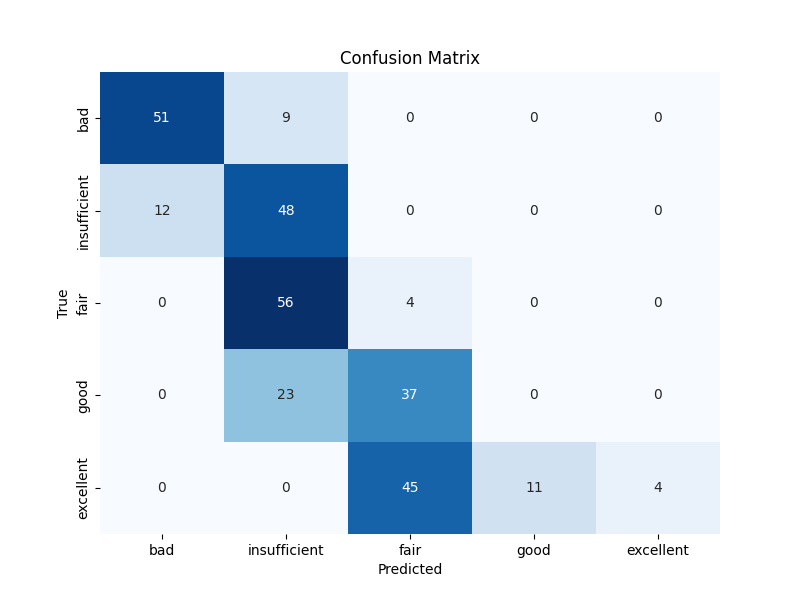 Confusion Matrix
True
bad 51 9 0 0 0
insufficient 12 48 0 0 0
fair 0 56 4 0 0
good 0 23 37 0 0
excellent 0 0 45 11 4
bad insufficient fair good excellent
Predicted